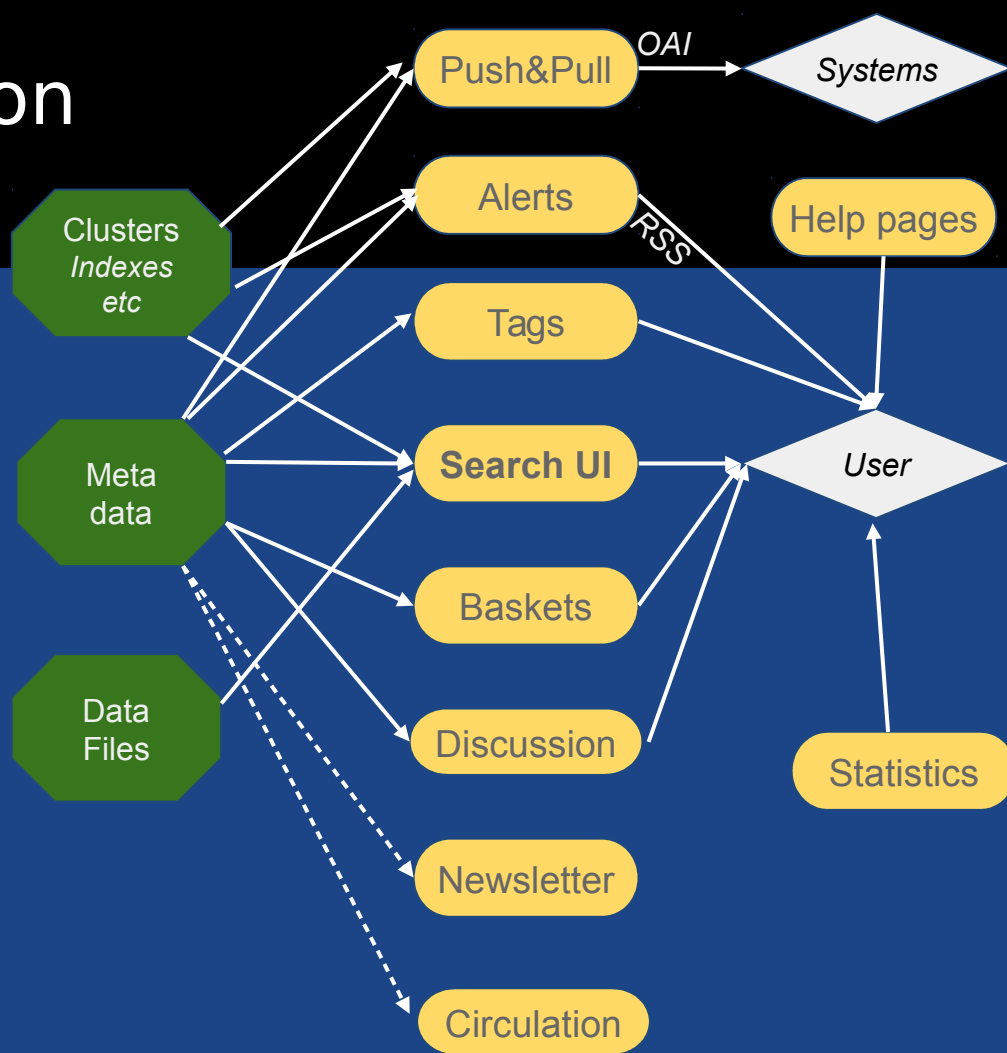 on
Push&Pull
OAI
Systems
Clusters
Indexes
etc
Alerts
RSS
Help pages
Tags
Meta
data
Search UI
User
Baskets
Data
Files
Discussion
Statistics
Newsletter
Circulation